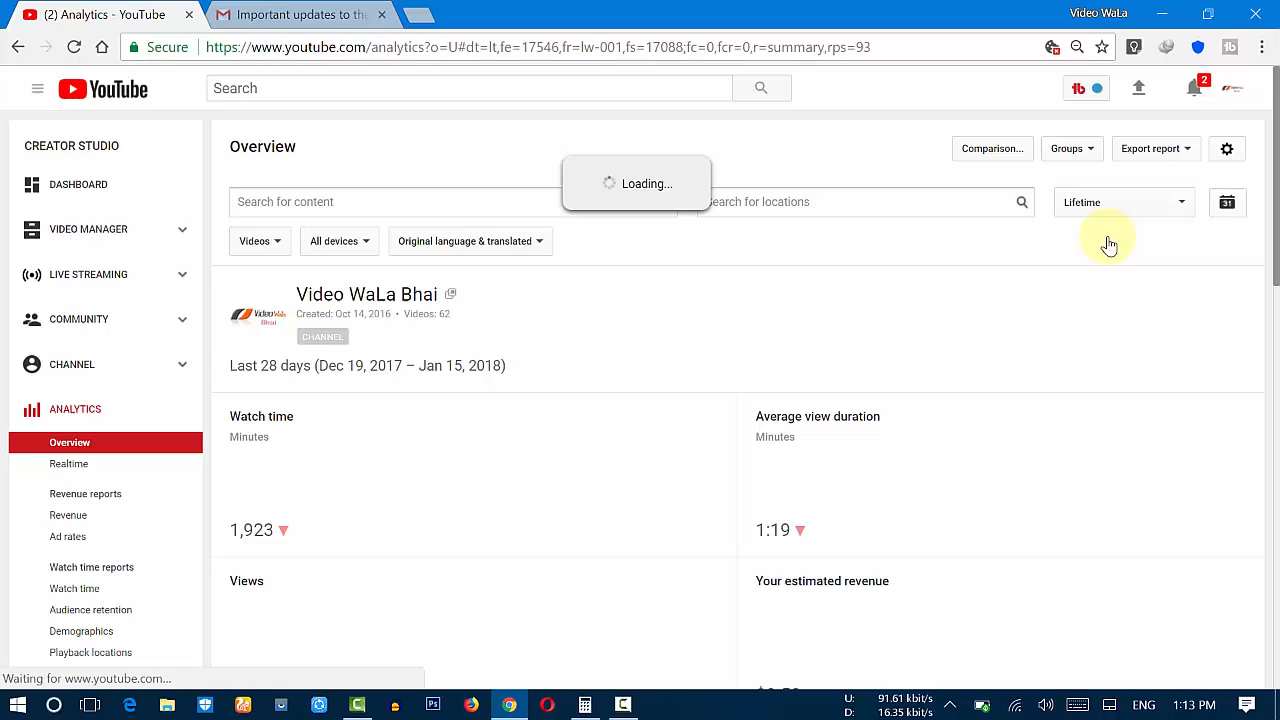 (2) Analytics - YouTube
Important updates to the
Video WaLa
Secure
https://www.youtube.com/analytics?o=U#dt=lt,fe=17546,fr=lw-001,fs=17088;fc=0,fcr=0,r=summary,rps=93
YouTube
Search
2
CREATOR STUDIO
DASHBOARD
VIDEO MANAGER
LIVE STREAMING
COMMUNITY
CHANNEL
ANALYTICS
Overview
Realtime
Revenue reports
Revenue
Ad rates
Watch time reports
Watch time
Audience retention
Demographics
Playback locations
Overview
Comparison...
Groups
Export report
Loading...
Search for content
Search for locations
Lifetime
31
Videos
All devices
Original language & translated
Video WaLa Bhai
Created: Oct 14, 2016 • Videos: 62
CHANNEL
Last 28 days (Dec 19, 2017 – Jan 15, 2018)
Watch time
Minutes
1,923
Average view duration
Minutes
1:19
Views
Your estimated revenue
Waiting for www.youtube.com...
U: 91.61 kbit/s
D: 16.35 kbit/s
ENG
1:13 PM